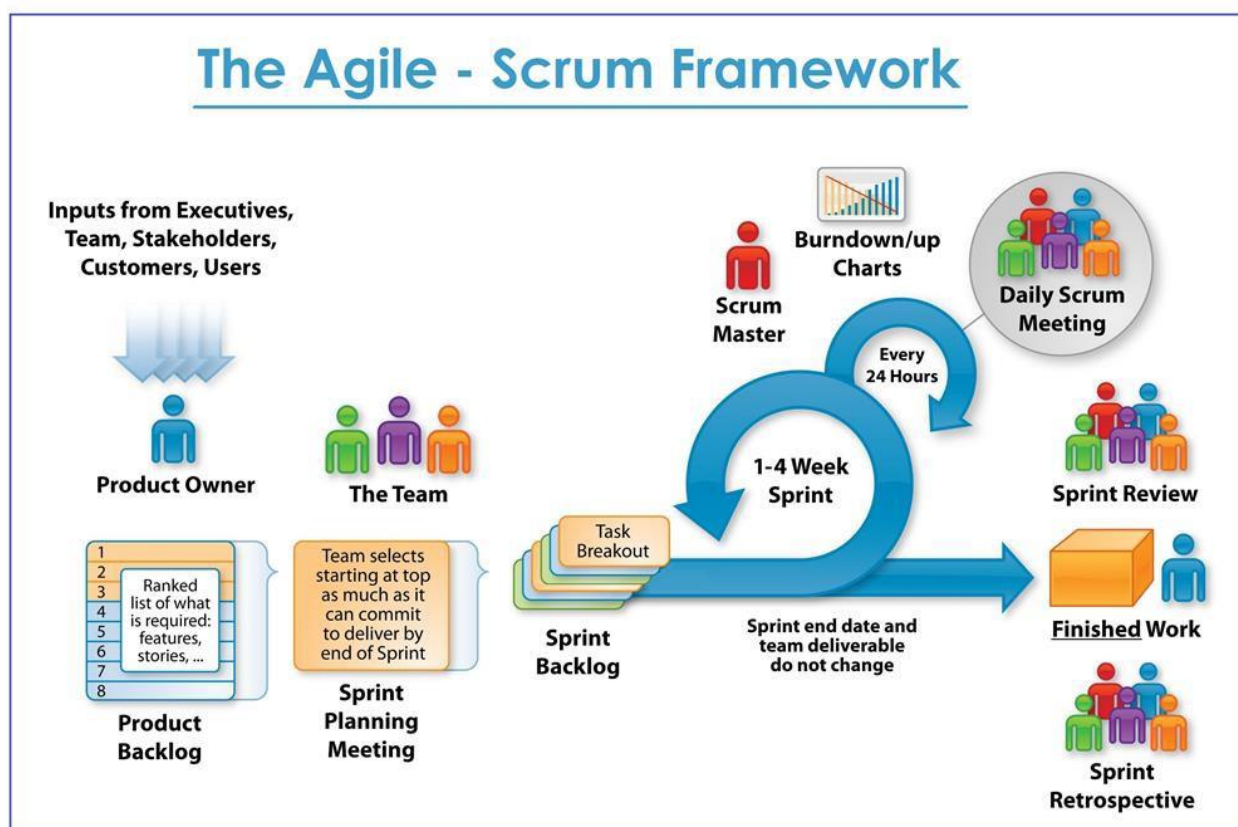 The Agile - Scrum Framework
Inputs from Executives,
Team, Stakeholders,
Customers, Users
Product Owner
The Team
1
2
3
4
5
6
7
8
Ranked
list of what
is required:
features,
stories, ...
Product
Backlog
Team selects
starting at top
as much as it
can commit
to deliver by
end of Sprint
Sprint
Planning
Meeting
Task
Breakout
Sprint
Backlog
Scrum
Master
Burndown/up
Charts
Every
24 Hours
1-4 Week
Sprint
Sprint end date and
team deliverable
do not change
Daily Scrum
Meeting
Sprint Review
Finished Work
Sprint
Retrospective